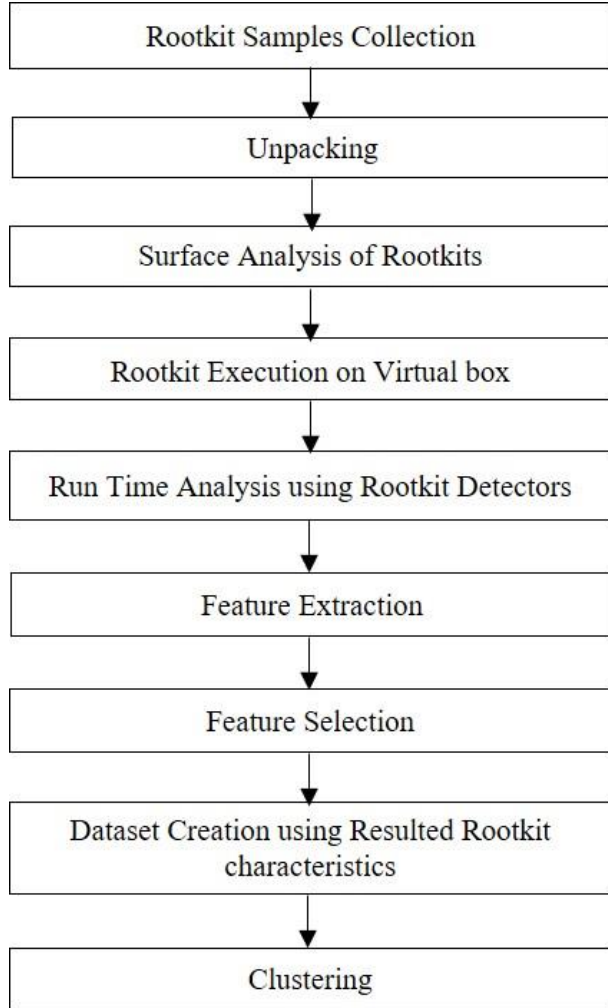 Rootkit Samples Collection
Unpacking
Surface Analysis of Rootkits
Rootkit Execution on Virtual box
Run Time Analysis using Rootkit Detectors
Feature Extraction
Feature Selection
Dataset Creation using Resulted Rootkit
characteristics
Clustering